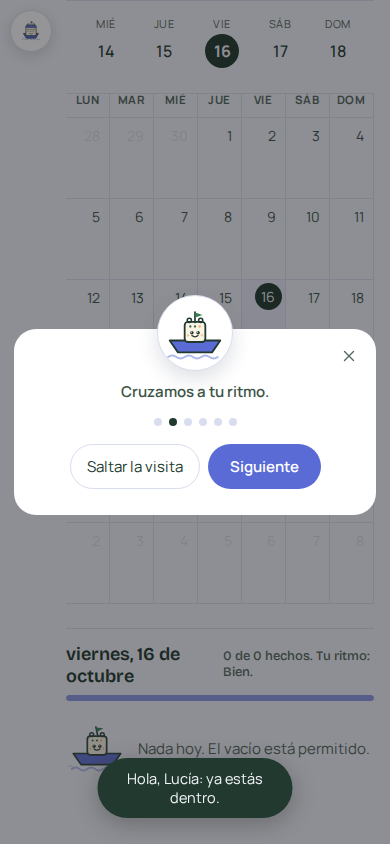 MIÉ JUE VIE SÁB DOM
14 15 16 17 18
LUN MAR MIÉ JUE VIE SÁB DOM
28 29 30 1 2 3 4
5 6 7 8 9 10 11
12 13 14 15 16 17 18
Cruzamos a tu ritmo.
Saltar la visita Siguiente
2 3 4 5 6 7 8
viernes, 16 de
octubre
0 de 0 hechos. Tu ritmo:
Bien.
Nada hoy. El vacío está permitido.
Hola, Lucía: ya estás
dentro.